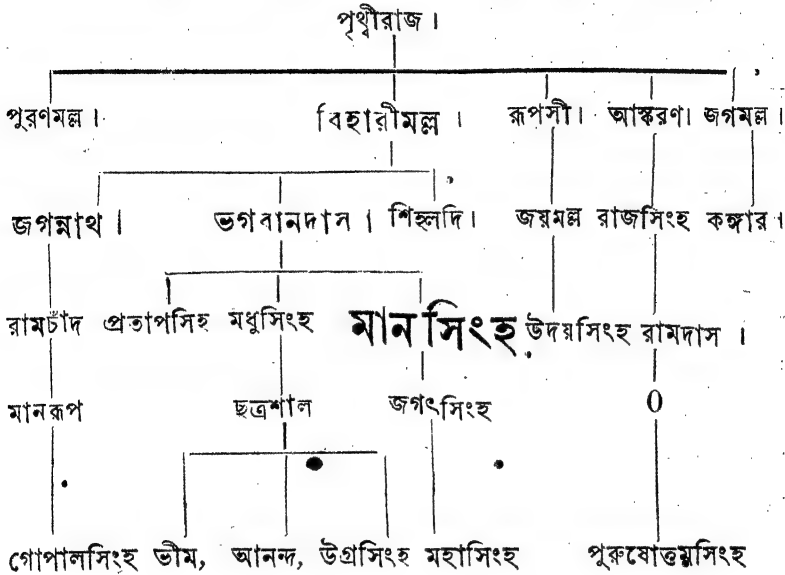 পৃথ্বীরাজ ।
পুরণমল্ল । বিহারীমল্ল । রূপসী । আস্করণ । জগমল্ল ।
জগন্নাথ । ভগবানদাস । শিহ্লদি । জয়মল্ল রাজসিংহ কঙ্গার ।
রামচাঁদ প্রতাপসিংহ মধুসিংহ মানসিংহ উদয়সিংহ রামদাস ।
মানরূপ ছত্রশাল জগৎসিংহ 0
গোপালসিংহ ভীম, আনন্দ, উগ্রসিংহ মহাসিংহ পুরুষোত্তমসিংহ